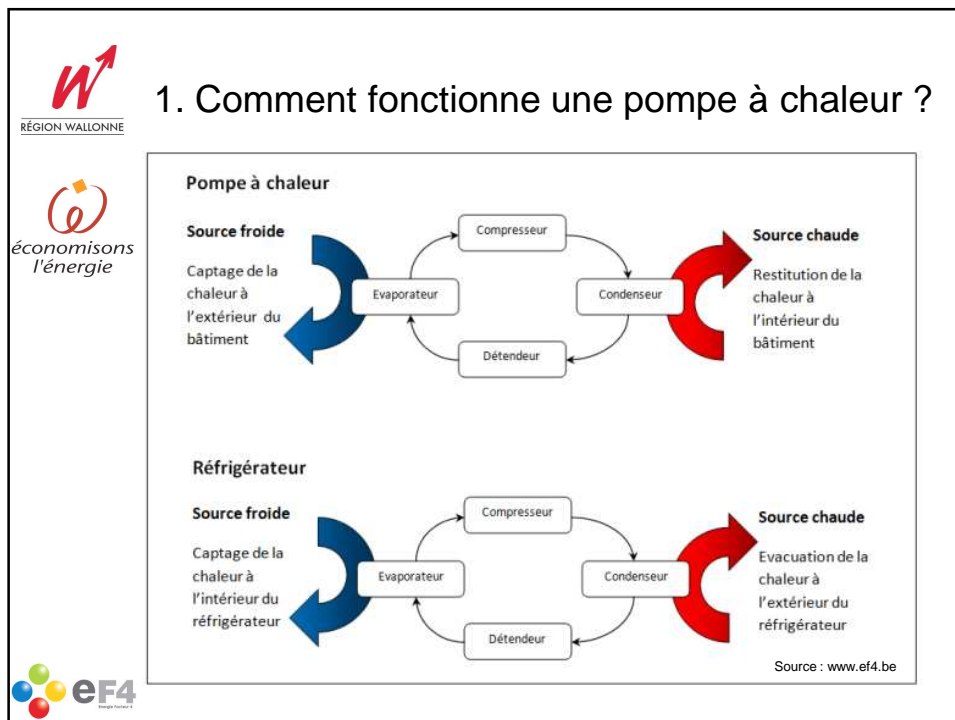 RÉGION WALLONNE
1. Comment fonctionne une pompe à chaleur ?
économisons
l'énergie
Pompe à chaleur
Source froide
Captage de la
chaleur à
l'extérieur du
bâtiment
Evaporateur
Compresseur
Condenseur
Détendeur
Source chaude
Restitution de la
chaleur à
l'intérieur du
bâtiment
Réfrigérateur
Source froide
Captage de la
chaleur à
l'intérieur du
réfrigérateur
Evaporateur
Compresseur
Condenseur
Détendeur
Source chaude
Evacuation de la
chaleur à
l'extérieur du
réfrigérateur
Source : www.ef4.be
eF4
Energie Facteur 4